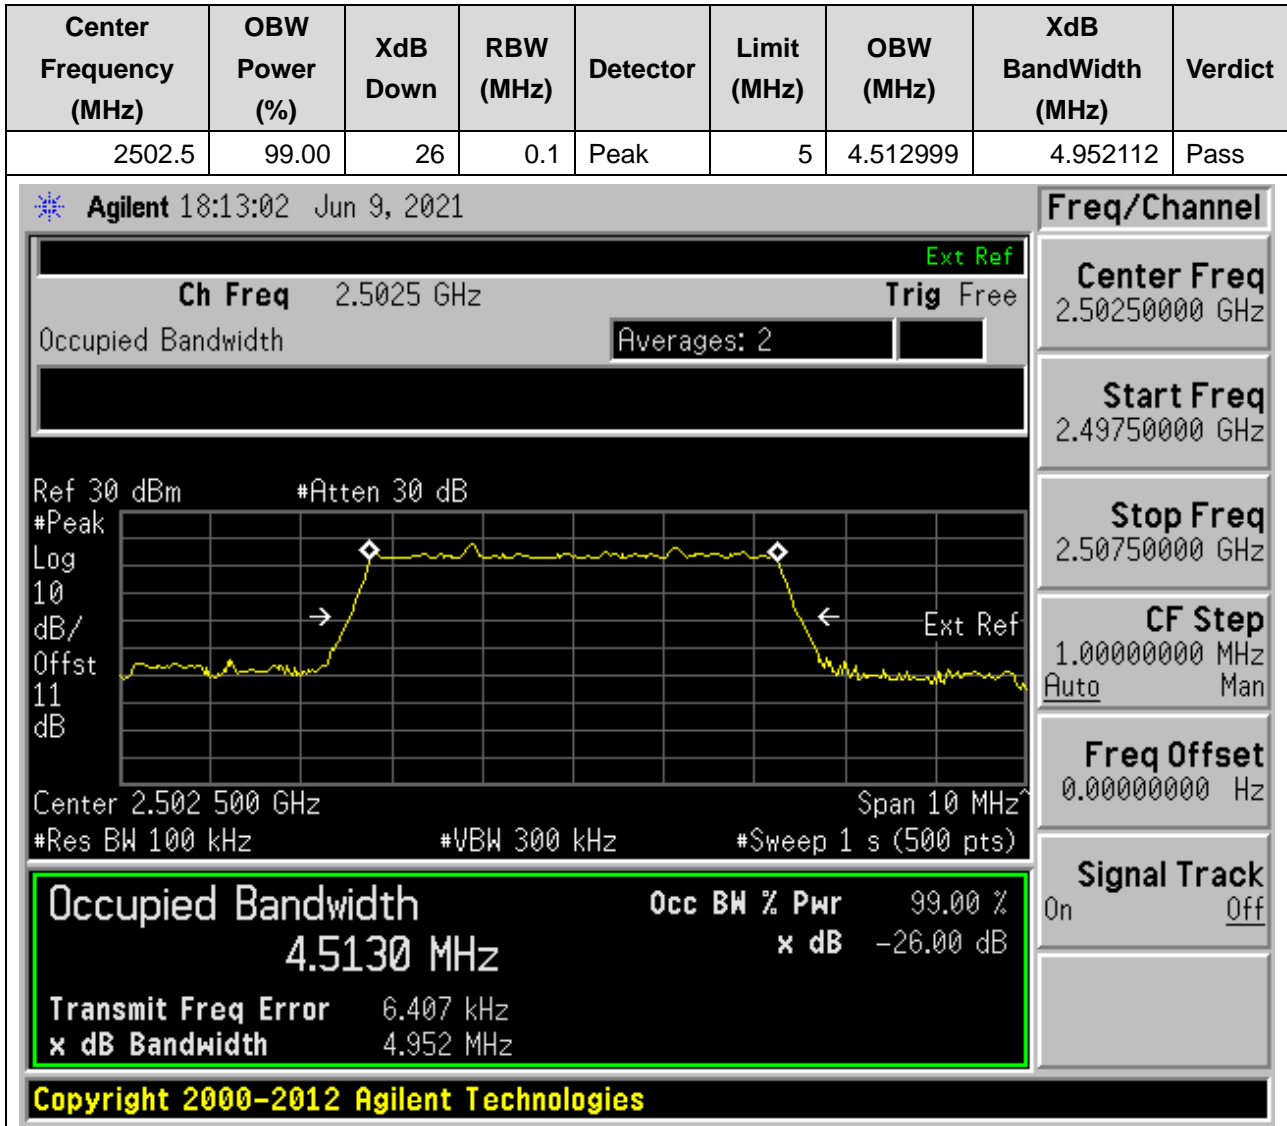 Center Frequency (MHz) OBW Power (%) XdB Down RBW (MHz) Detector Limit (MHz) OBW (MHz) XdB BandWidth (MHz) Verdict
2502.5 99.00 26 0.1 Peak 5 4.512999 4.952112 Pass
Agilent 18:13:02 Jun 9, 2021
Freq/Channel
Ext Ref
Ch Freq 2.5025 GHz Trig Free
Occupied Bandwidth Averages: 2
Center Freq
2.50250000 GHz
Start Freq
2.49750000 GHz
Stop Freq
2.50750000 GHz
CF Step
1.00000000 MHz
Auto Man
Freq Offset
0.00000000 Hz
Signal Track
On Off
Ref 30 dBm #Atten 30 dB
#Peak
Log
10
dB/
Offst
11
dB
Ext Ref
Center 2.502 500 GHz Span 10 MHz^
#Res BW 100 kHz #VBW 300 kHz #Sweep 1 s (500 pts)
Occupied Bandwidth Occ BW % Pwr 99.00 %
4.5130 MHz x dB -26.00 dB
Transmit Freq Error 6.407 kHz
x dB Bandwidth 4.952 MHz
Copyright 2000-2012 Agilent Technologies